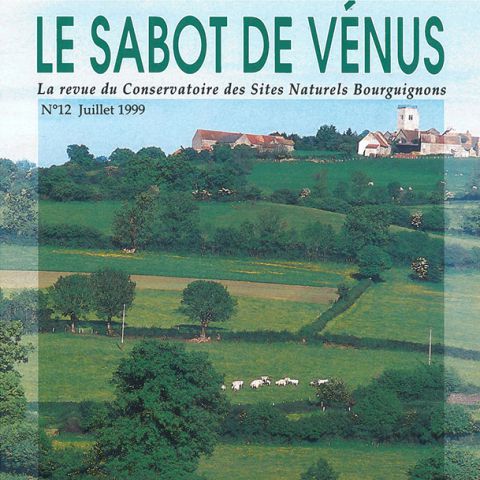 LE SABOT DE VÉNUS
La revue du Conservatoire des Sites Naturels Bourguignons
N°12 Juillet 1999